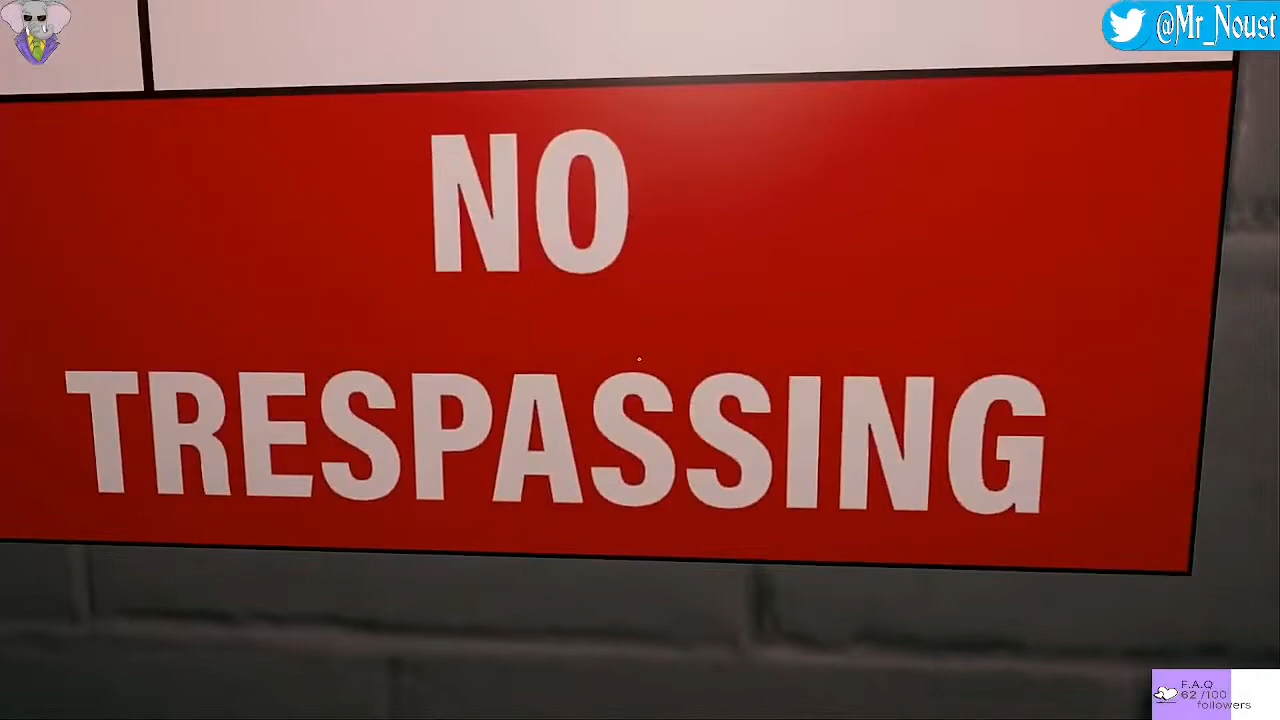 @Mr_Noust
NO
TRESPASSING
F.A.Q
62 /100
followers